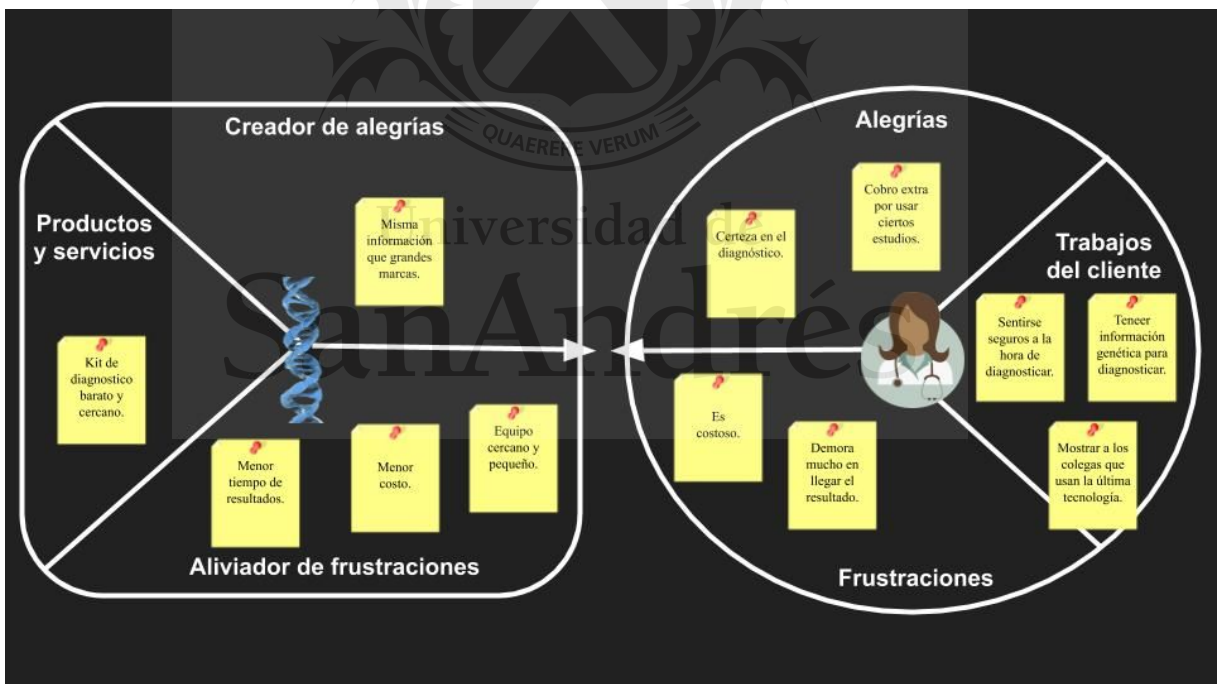 QUAERERE VERUM
Universidad de
SanAndrés
Creador de alegrías
Productos
y servicios
Misma
información
que grandes
marcas.
Kit de
diagnostico
barato y
cercano.
Menor
tiempo de
resultados.
Menor
costo.
Equipo
cercano y
pequeño.
Aliviador de frustraciones
Alegrías
Cobro extra
por usar
ciertos
estudios.
Certeza en el
diagnóstico.
Trabajos
del cliente
Sentirse
seguros a la
hora de
diagnosticar.
Teneer
información
genética para
diagnosticar.
Mostrar a los
colegas que
usan la última
tecnología.
Es
costoso.
Demora
mucho en
llegar el
resultado.
Frustraciones